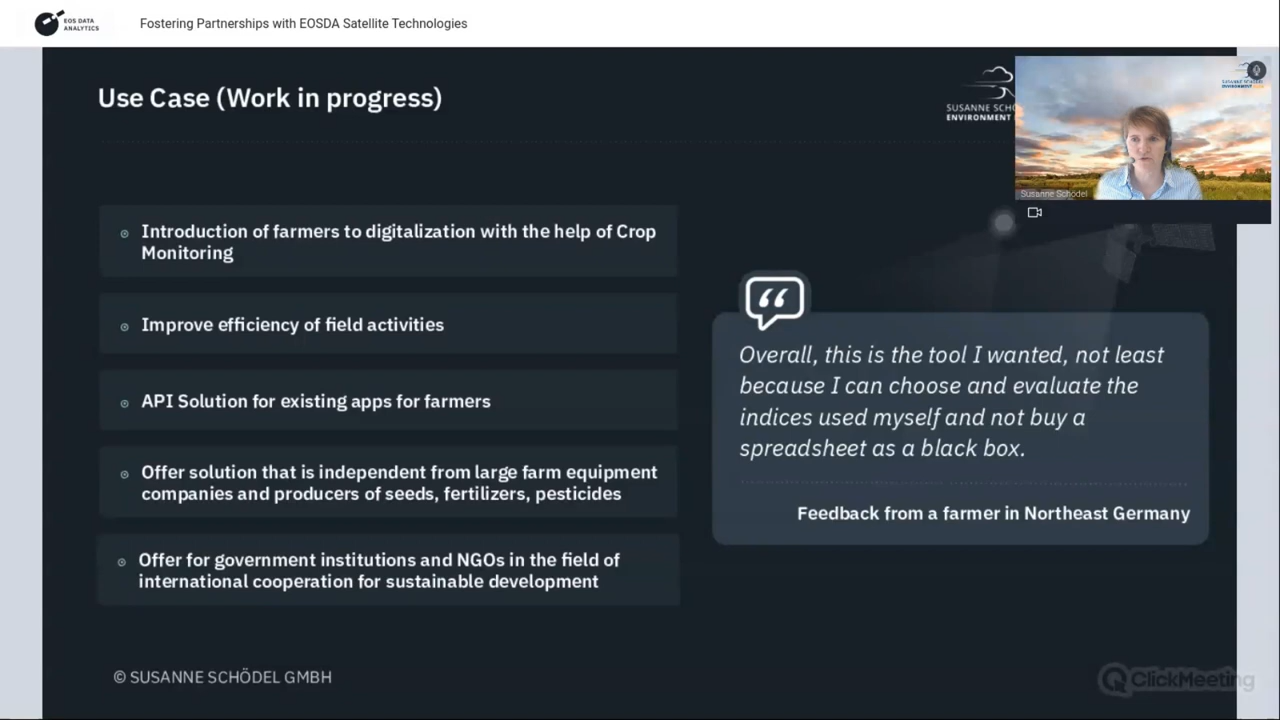 EOS DATA
ANALYTICS
Fostering Partnerships with EOSDA Satellite Technologies
Use Case (Work in progress)
SUSANNE SCHÖ
ENVIRONMENT
Susanne Schödel
Introduction of farmers to digitalization with the help of Crop
Monitoring
Improve efficiency of field activities
API Solution for existing apps for farmers
Offer solution that is independent from large farm equipment
companies and producers of seeds, fertilizers, pesticides
Offer for government institutions and NGOs in the field of
international cooperation for sustainable development
Overall, this is the tool I wanted, not least
because I can choose and evaluate the
indices used myself and not buy a
spreadsheet as a black box.
Feedback from a farmer in Northeast Germany
© SUSANNE SCHÖDEL GMBH
ClickMeeting